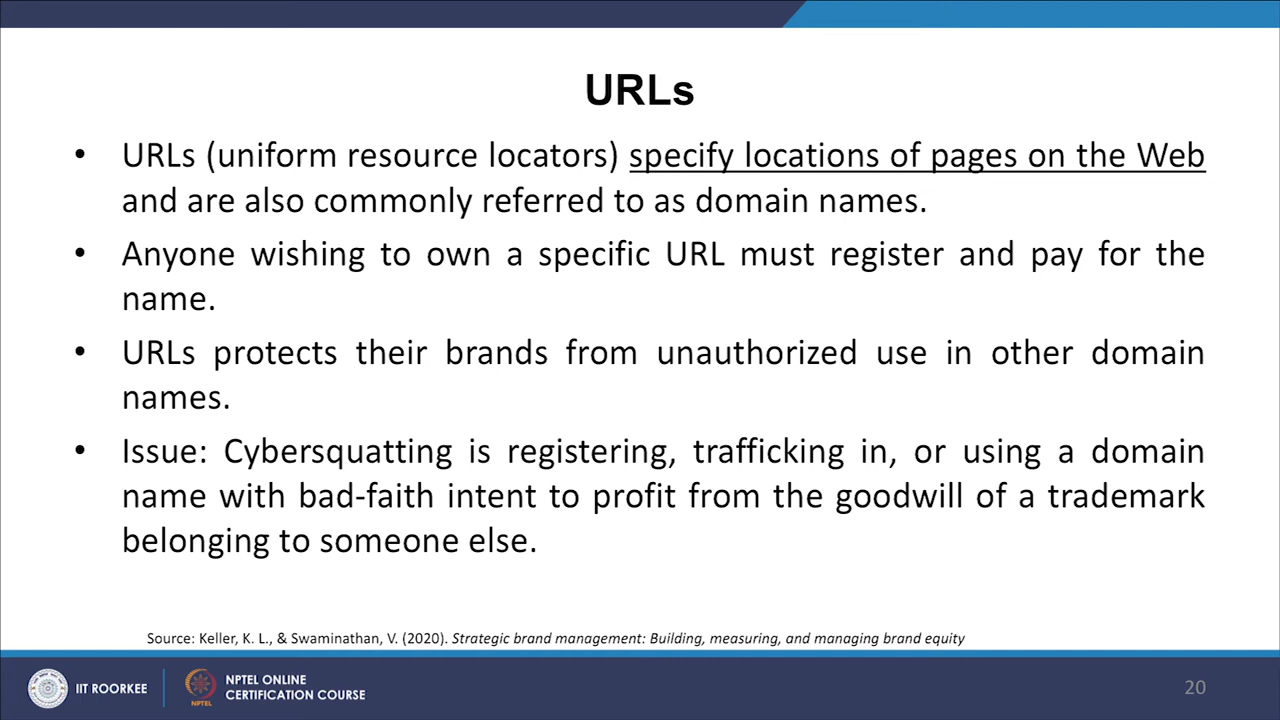 URLs
• URLs (uniform resource locators) specify locations of pages on the Web
and are also commonly referred to as domain names.
• Anyone wishing to own a specific URL must register and pay for the
name.
• URLs protects their brands from unauthorized use in other domain
names.
• Issue: Cybersquatting is registering, trafficking in, or using a domain
name with bad-faith intent to profit from the goodwill of a trademark
belonging to someone else.
Source: Keller, K. L., & Swaminathan, V. (2020). Strategic brand management: Building, measuring, and managing brand equity
IIT ROORKEE
NPTEL
NPTEL ONLINE
CERTIFICATION COURSE
20